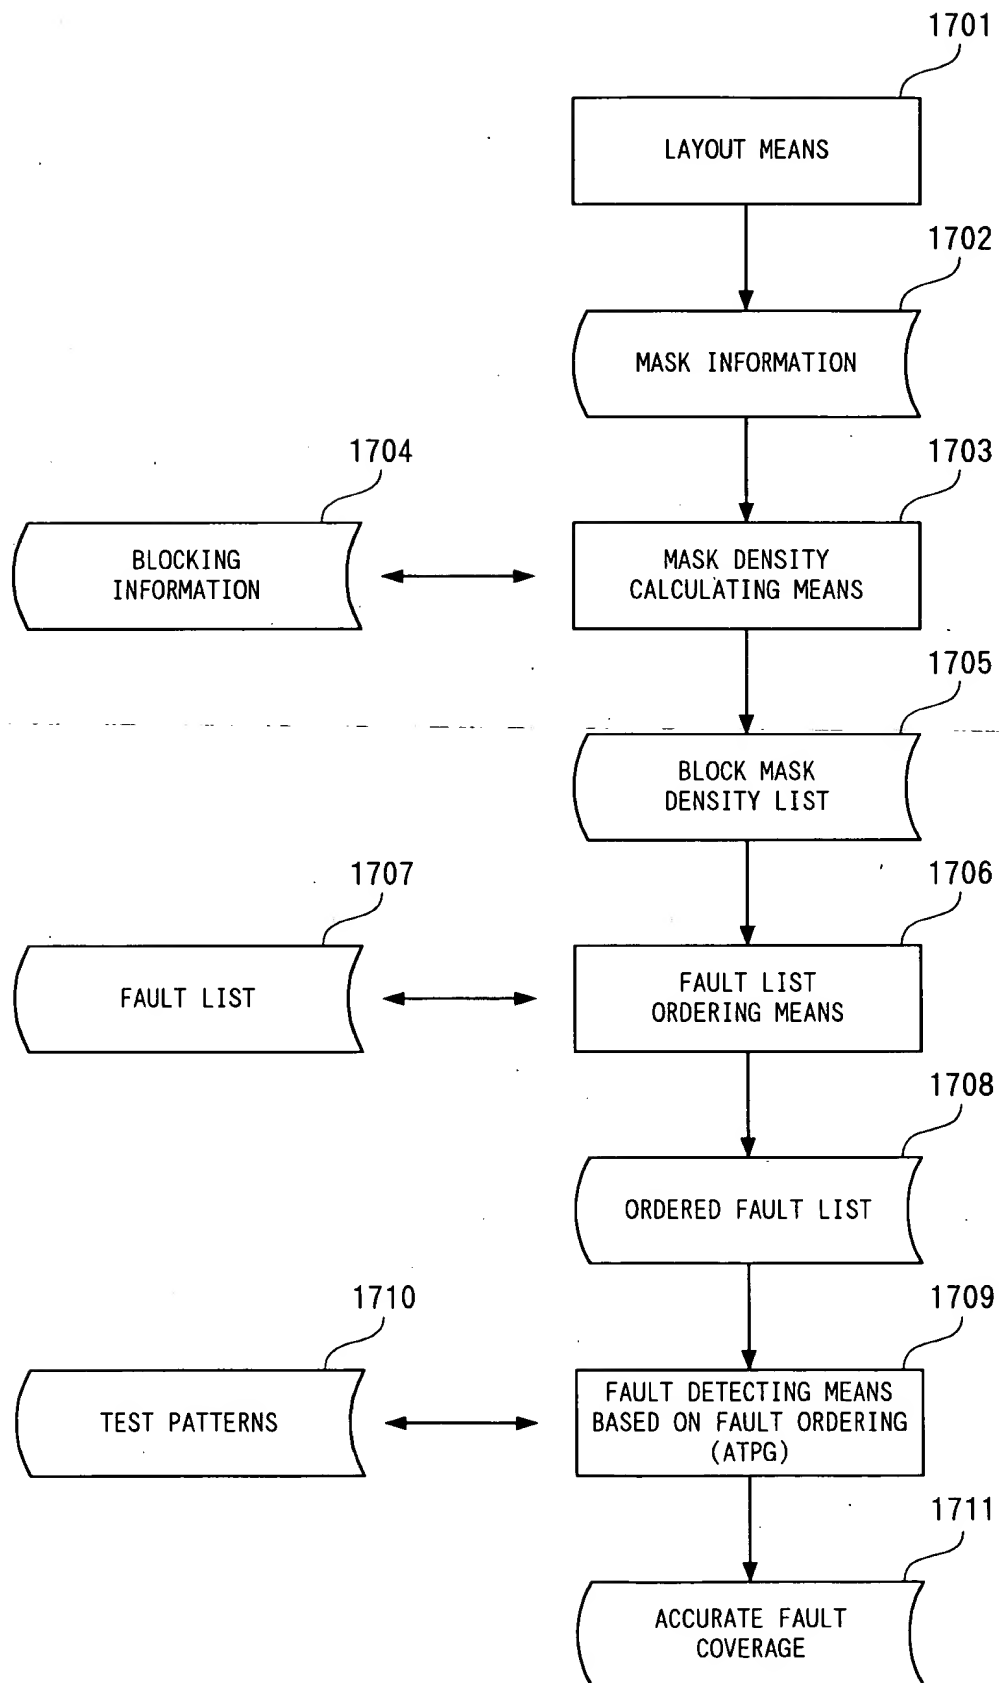 1701
LAYOUT MEANS
1702
MASK INFORMATION
1704
1703
BLOCKING
INFORMATION
MASK DENSITY
CALCULATING MEANS
1705
BLOCK MASK
DENSITY LIST
1707
1706
FAULT LIST
FAULT LIST
ORDERING MEANS
1708
ORDERED FAULT LIST
1710
1709
TEST PATTERNS
FAULT DETECTING MEANS
BASED ON FAULT ORDERING
(ATPG)
1711
ACCURATE FAULT
COVERAGE